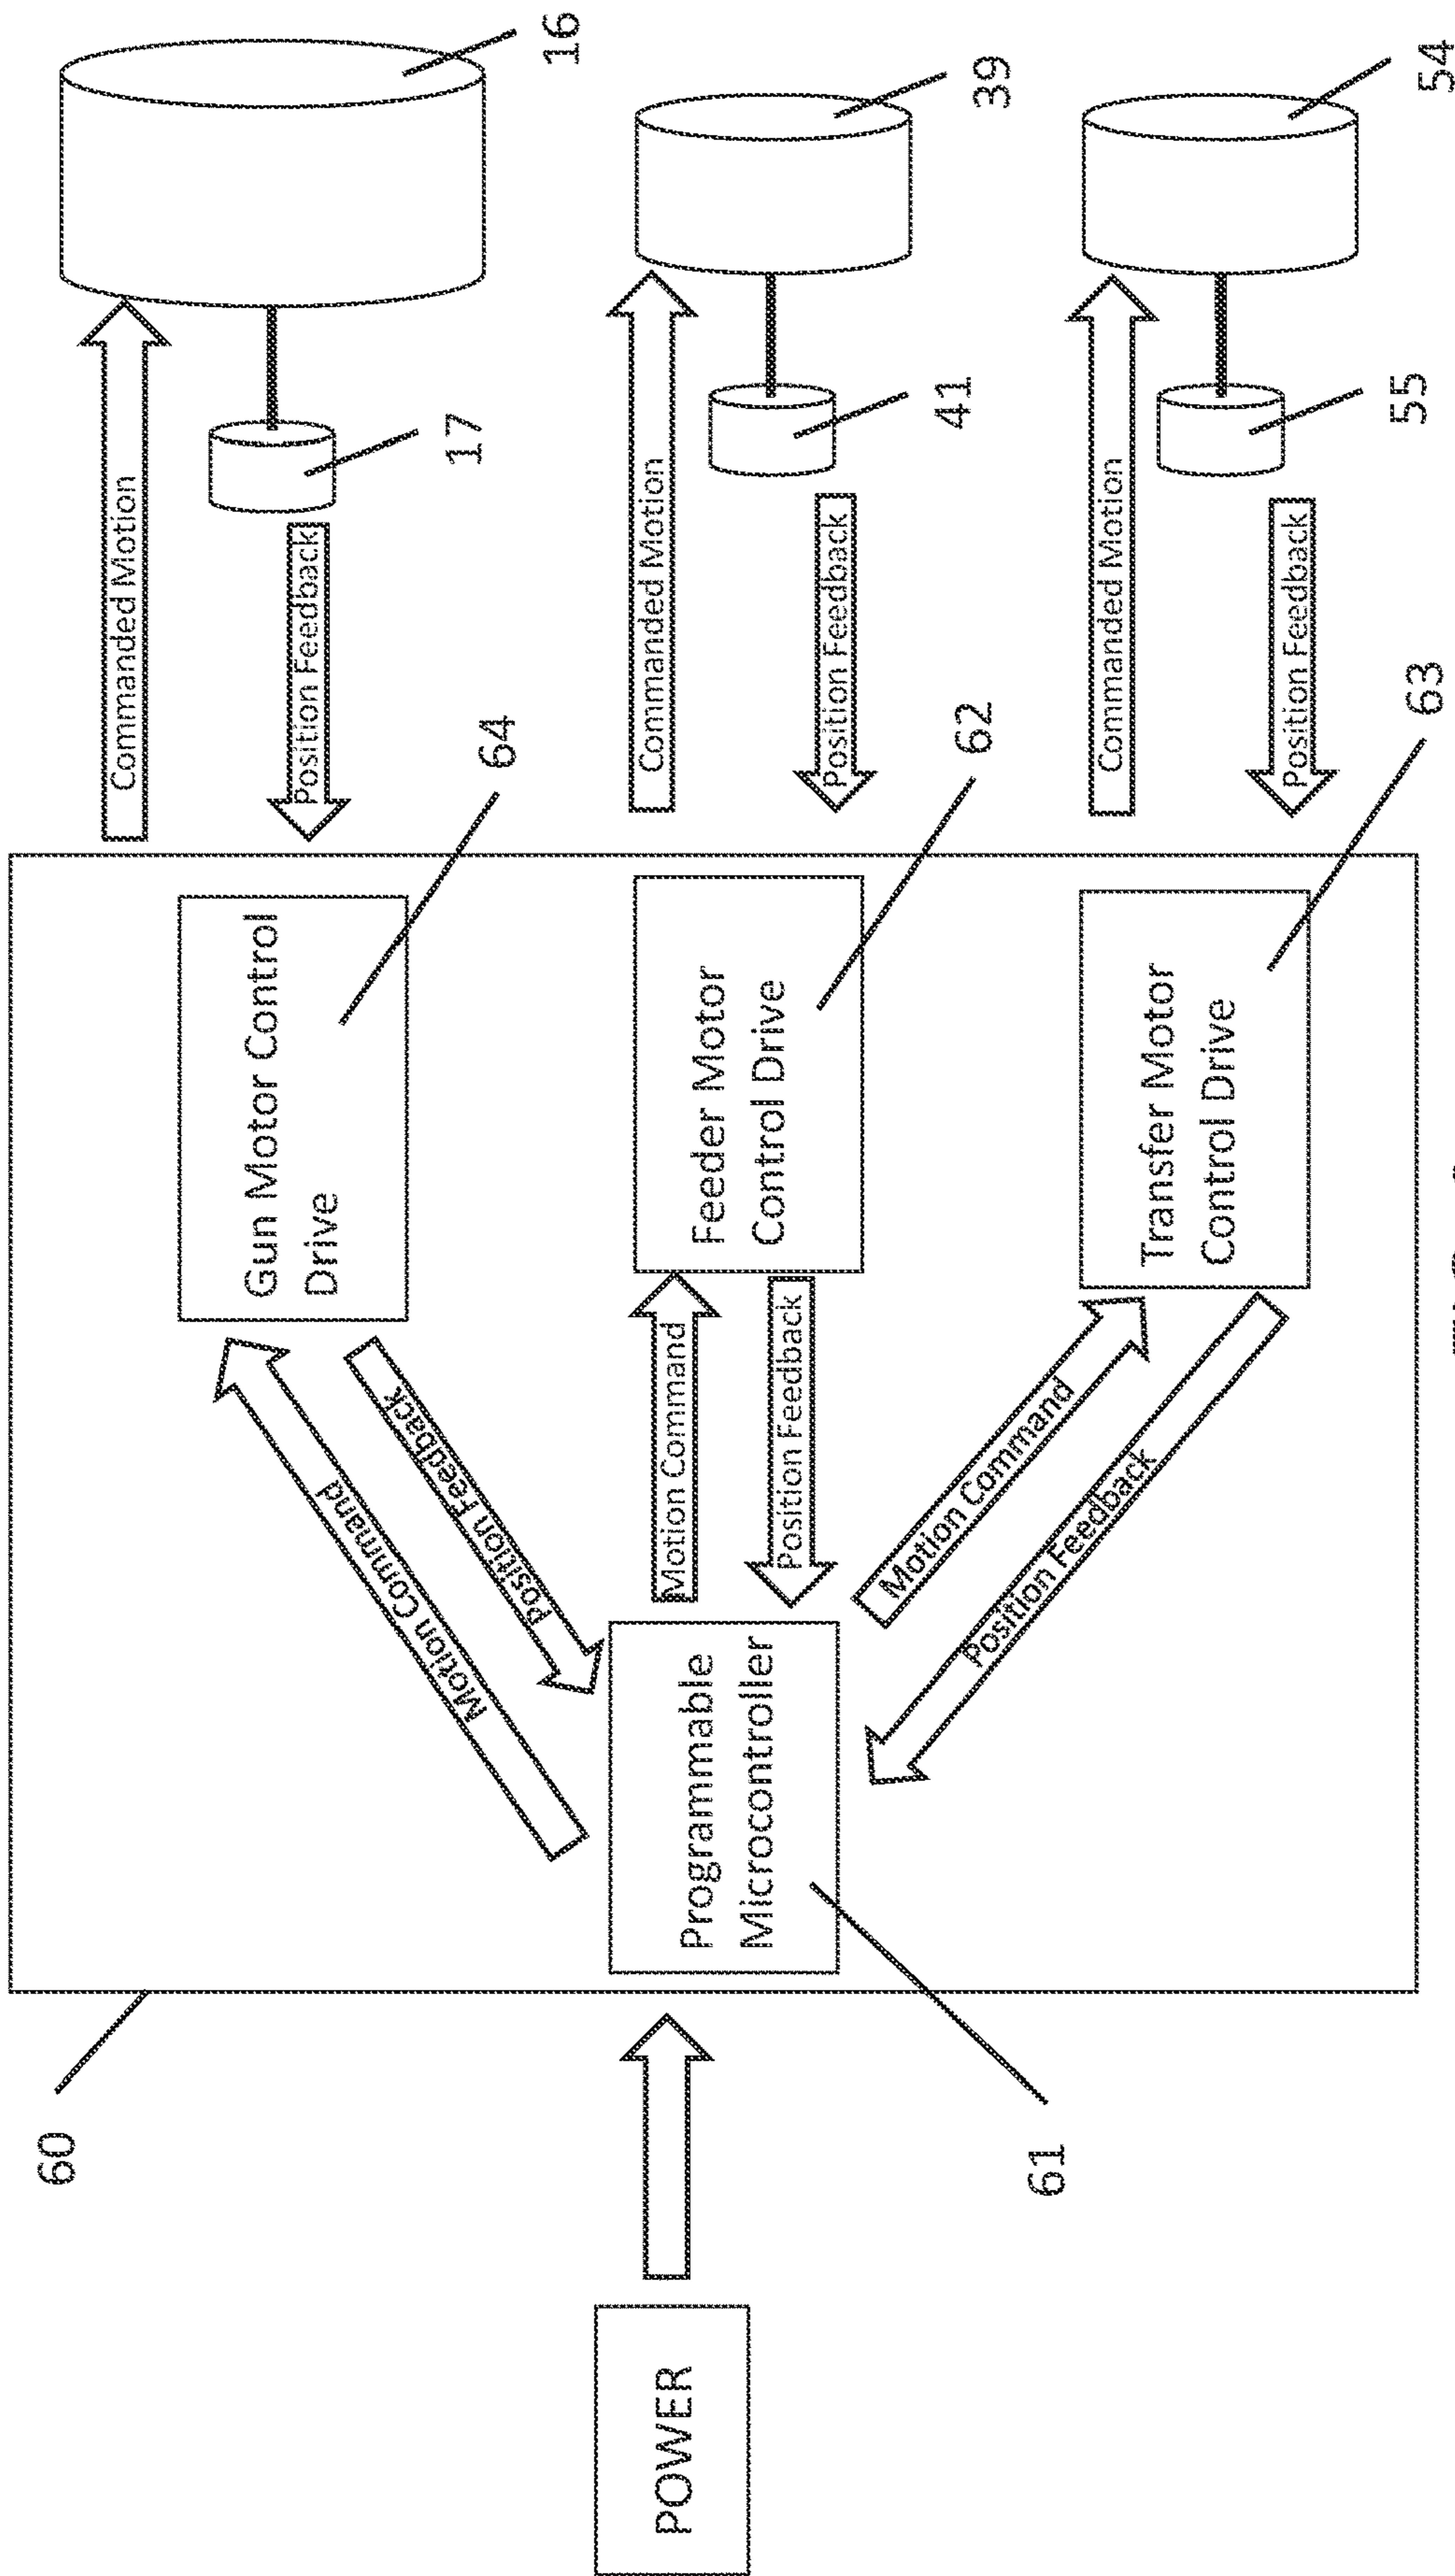 60
POWER
61
Programmable
Microcontroller
Motion Command
Position Feedback
Motion Command
Position Feedback
Motion Command
Position Feedback
Gun Motor Control
Drive
64
Feeder Motor
Control Drive
62
Transfer Motor
Control Drive
63
Commanded Motion
Position Feedback
17
16
Commanded Motion
Position Feedback
41
39
Commanded Motion
Position Feedback
55
54